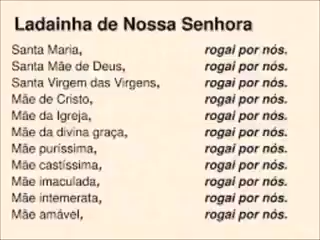 Ladainha de Nossa Senhora
Santa Maria, rogai por nós.
Santa Mãe de Deus, rogai por nós.
Santa Virgem das Virgens, rogai por nós.
Mãe de Cristo, rogai por nós.
Mãe da Igreja, rogai por nós.
Mãe da divina graça, rogai por nós.
Mãe puríssima, rogai por nós.
Mãe castíssima, rogai por nós.
Mãe imaculada, rogai por nós.
Mãe intemerata, rogai por nós.
Mãe amável, rogai por nós.